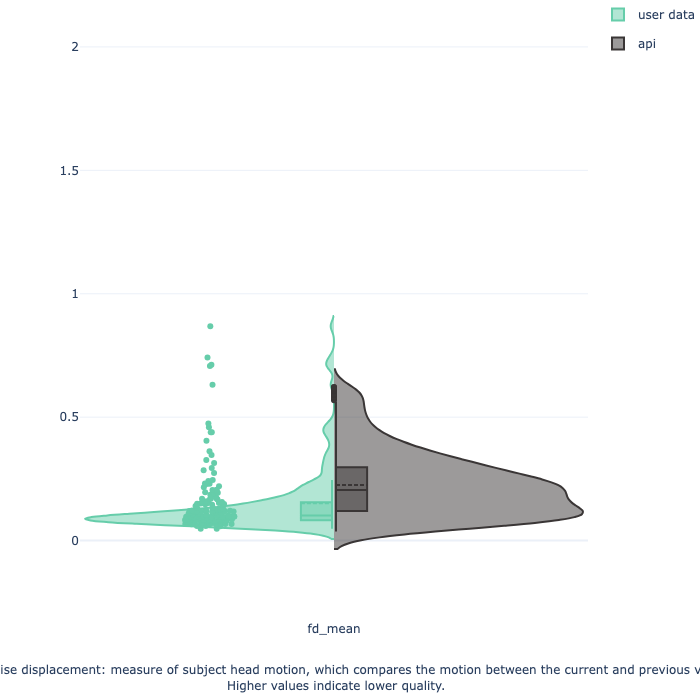 user data
api
2
1.5
1
0.5
0
fd_mean
displacement: measure of subject head motion, which compares the motion between the current and previous
Higher values indicate lower quality.